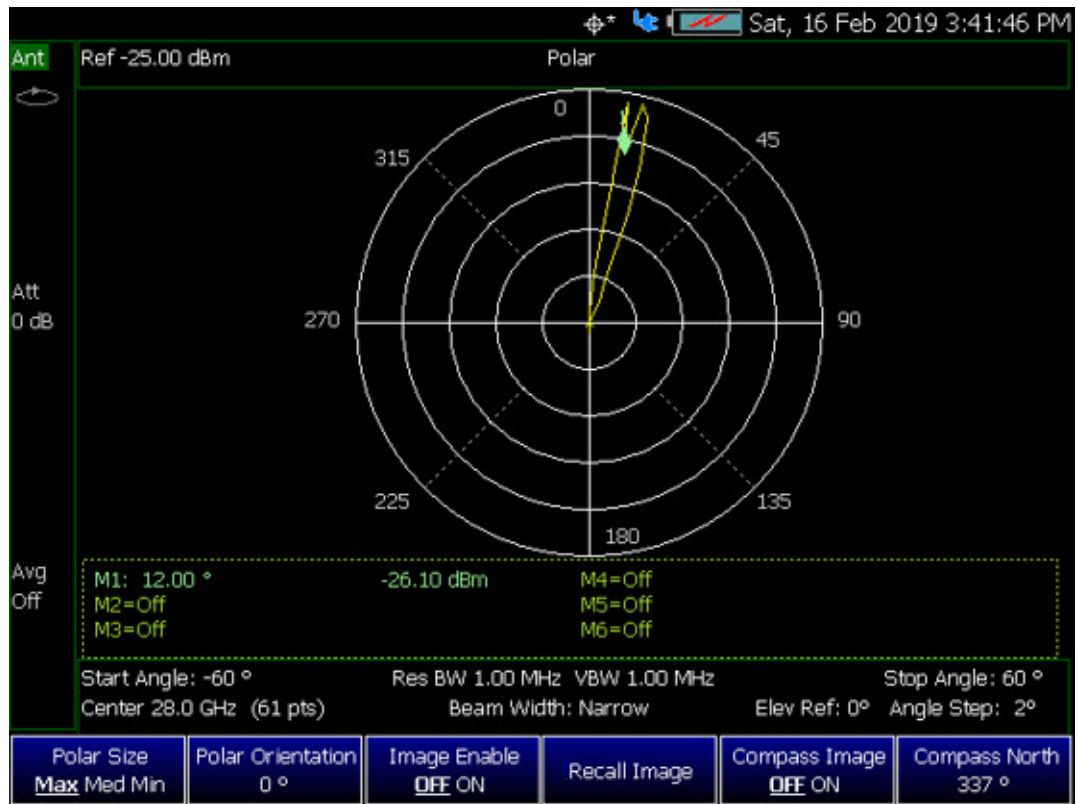 Sat, 16 Feb 2019 3:41:46 PM
Ant
Ref -25.00 dBm
Polar
0
45
315
Att
0 dB
270
90
225
135
180
Avg
Off
M1: 12.00 ° -26.10 dBm M4=Off
M2=Off M5=Off
M3=Off M6=Off
Start Angle: -60 ° Res BW 1.00 MHz VBW 1.00 MHz Stop Angle: 60 °
Center 28.0 GHz (61 pts) Beam Width: Narrow Elev Ref: 0° Angle Step: 2°
Polar Size
Max Med Min
Polar Orientation
0 °
Image Enable
OFF ON
Recall Image
Compass Image
OFF ON
Compass North
337 °